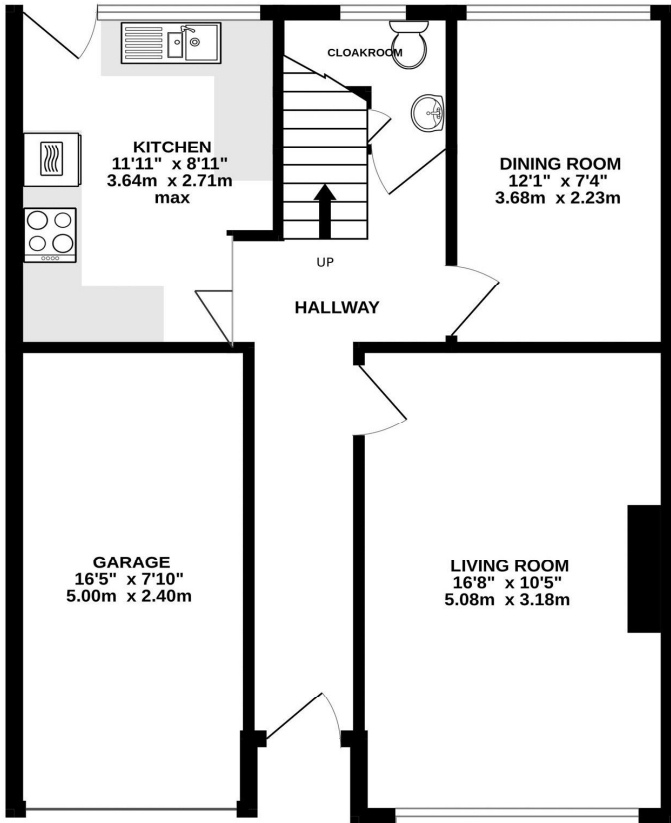 CLOAKROOM
KITCHEN
11'11" x 8'11"
3.64m x 2.71m
max
DINING ROOM
12'1" x 7'4"
3.68m x 2.23m
UP
HALLWAY
GARAGE
16'5" x 7'10"
5.00m x 2.40m
LIVING ROOM
16'8" x 10'5"
5.08m x 3.18m